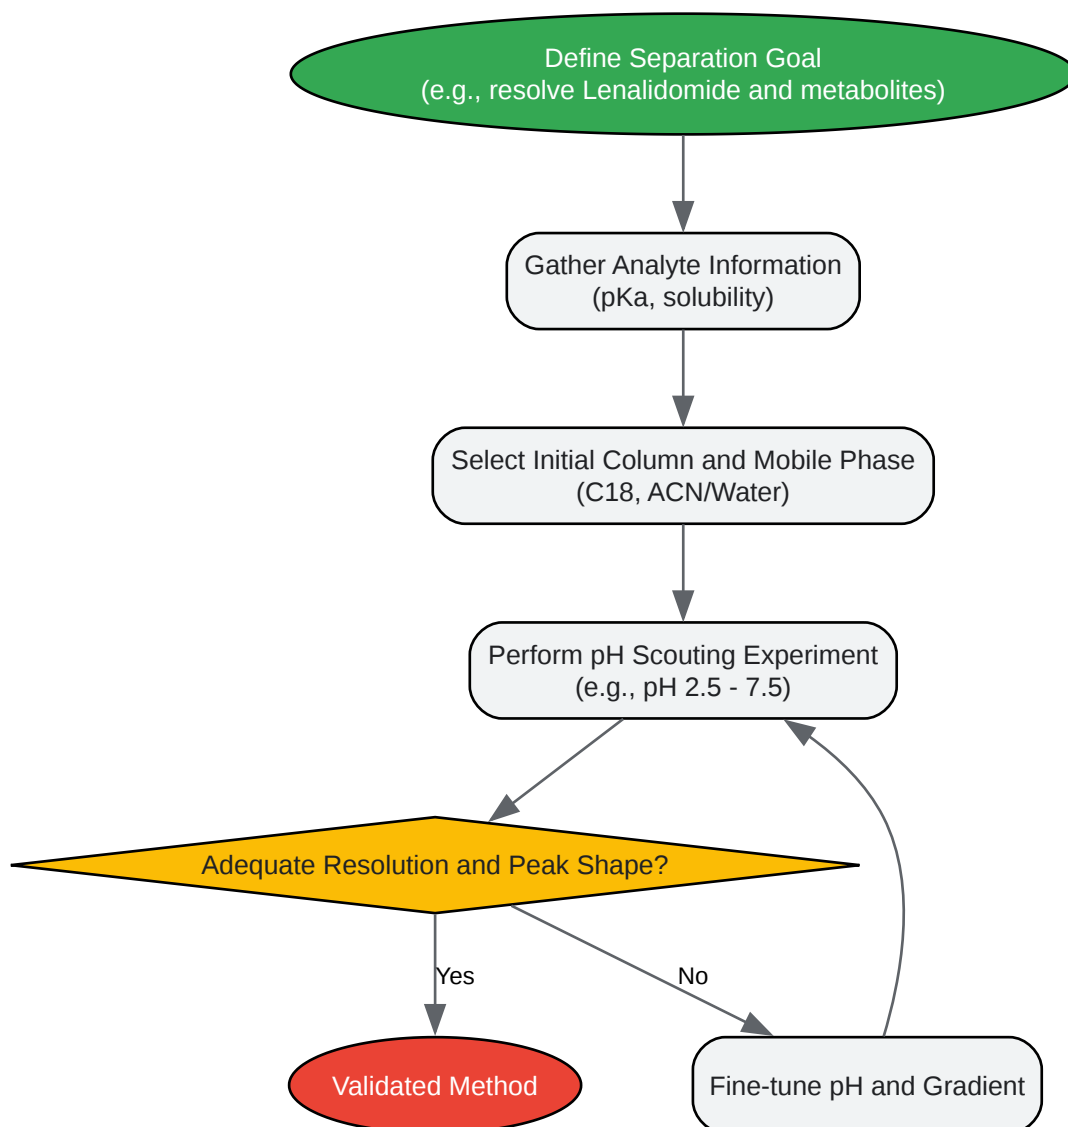 Define Separation Goal
(e.g., resolve Lenalidomide and metabolites)
Gather Analyte Information
(pKa, solubility)
Select Initial Column and Mobile Phase
(C18, ACN/Water)
Perform pH Scouting Experiment
(e.g., pH 2.5 - 7.5)
Adequate Resolution and Peak Shape?
Yes
No
Validated Method
Fine-tune pH and Gradient